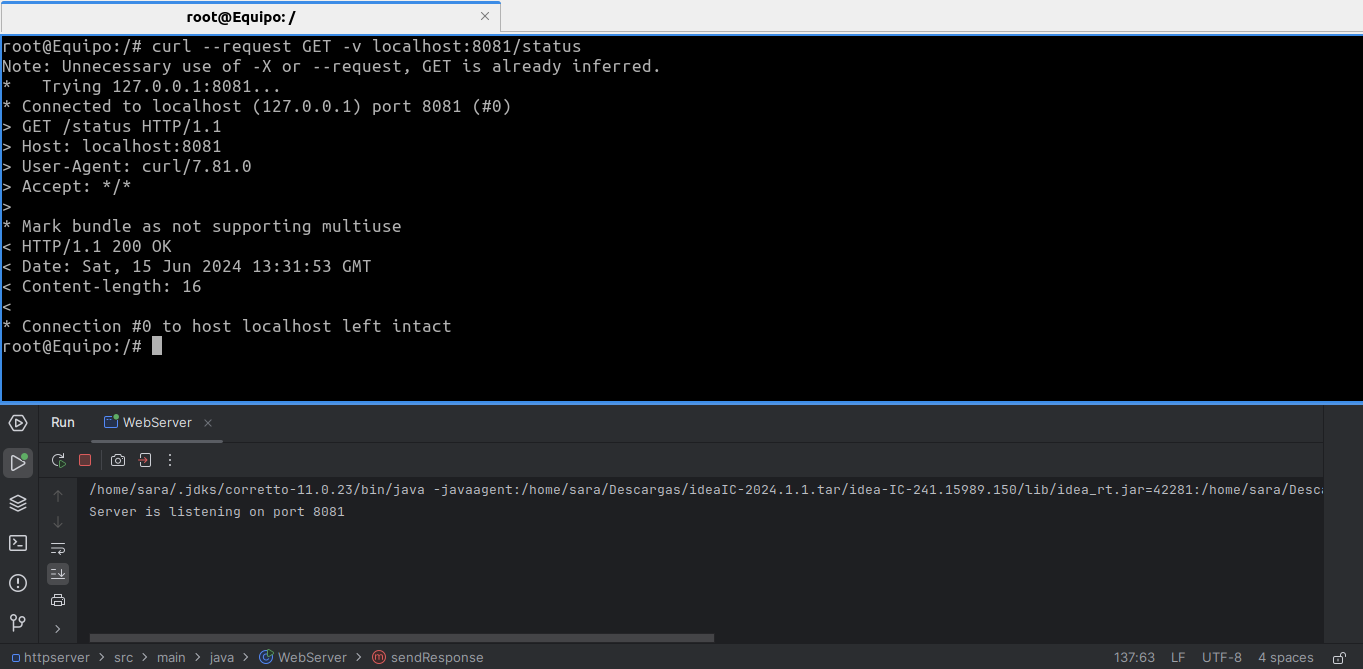 root@Equipo: /
root@Equipo:/# curl --request GET -v localhost:8081/status
Note: Unnecessary use of -X or --request, GET is already inferred.
*   Trying 127.0.0.1:8081...
* Connected to localhost (127.0.0.1) port 8081 (#0)
> GET /status HTTP/1.1
> Host: localhost:8081
> User-Agent: curl/7.81.0
> Accept: */*
>
* Mark bundle as not supporting multiuse
< HTTP/1.1 200 OK
< Date: Sat, 15 Jun 2024 13:31:53 GMT
< Content-length: 16
<
* Connection #0 to host localhost left intact
root@Equipo:/#
Run WebServer
/home/sara/.jdks/corretto-11.0.23/bin/java -javaagent:/home/sara/Descargas/ideaIC-2024.1.1.tar/idea-IC-241.15989.150/lib/idea_rt.jar=42281:/home/sara/Desca
Server is listening on port 8081
httpserver > src > main > java > WebServer > sendResponse 137:63 LF UTF-8 4 spaces